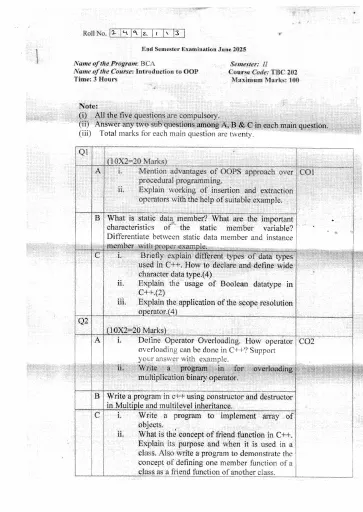 Roll No.
End Semester Examination June 2025
Name of the Program: BCA Semester: II
Name of the Course: Introduction to OOP Course Code: TBC 202
Time: 3 Hours Maximum Marks: 100
Note:
(i) All the five questions are compulsory.
(ii) Answer any two sub questions among A, B & C in each main question.
(iii) Total marks for each main question are twenty.
Q1
(10X2=20 Marks)
A i. Mention advantages of OOPS approach over CO1
procedural programming.
ii. Explain working of insertion and extraction
operators with the help of suitable example.
B What is static data member? What are the important
characteristics of the static member variable?
Differentiate between static data member and instance
member with proper example.
C i. Briefly explain different types of data types
used in C++. How to declare and define wide
character data type.(4)
ii. Explain the usage of Boolean datatype in
C++.(2)
iii. Explain the application of the scope resolution
operator.(4)
Q2
(10X2=20 Marks)
A i. Define Operator Overloading. How operator CO2
overloading can be done in C++? Support
your answer with example.
ii. Write a program in for overloading
multiplication binary operator.
B Write a program in c++ using constructor and destructor
in Multiple and multilevel inheritance.
C i. Write a program to implement array of
objects.
ii. What is the concept of friend function in C++.
Explain its purpose and when it is used in a
class. Also write a program to demonstrate the
concept of defining one member function of a
class as a friend function of another class.